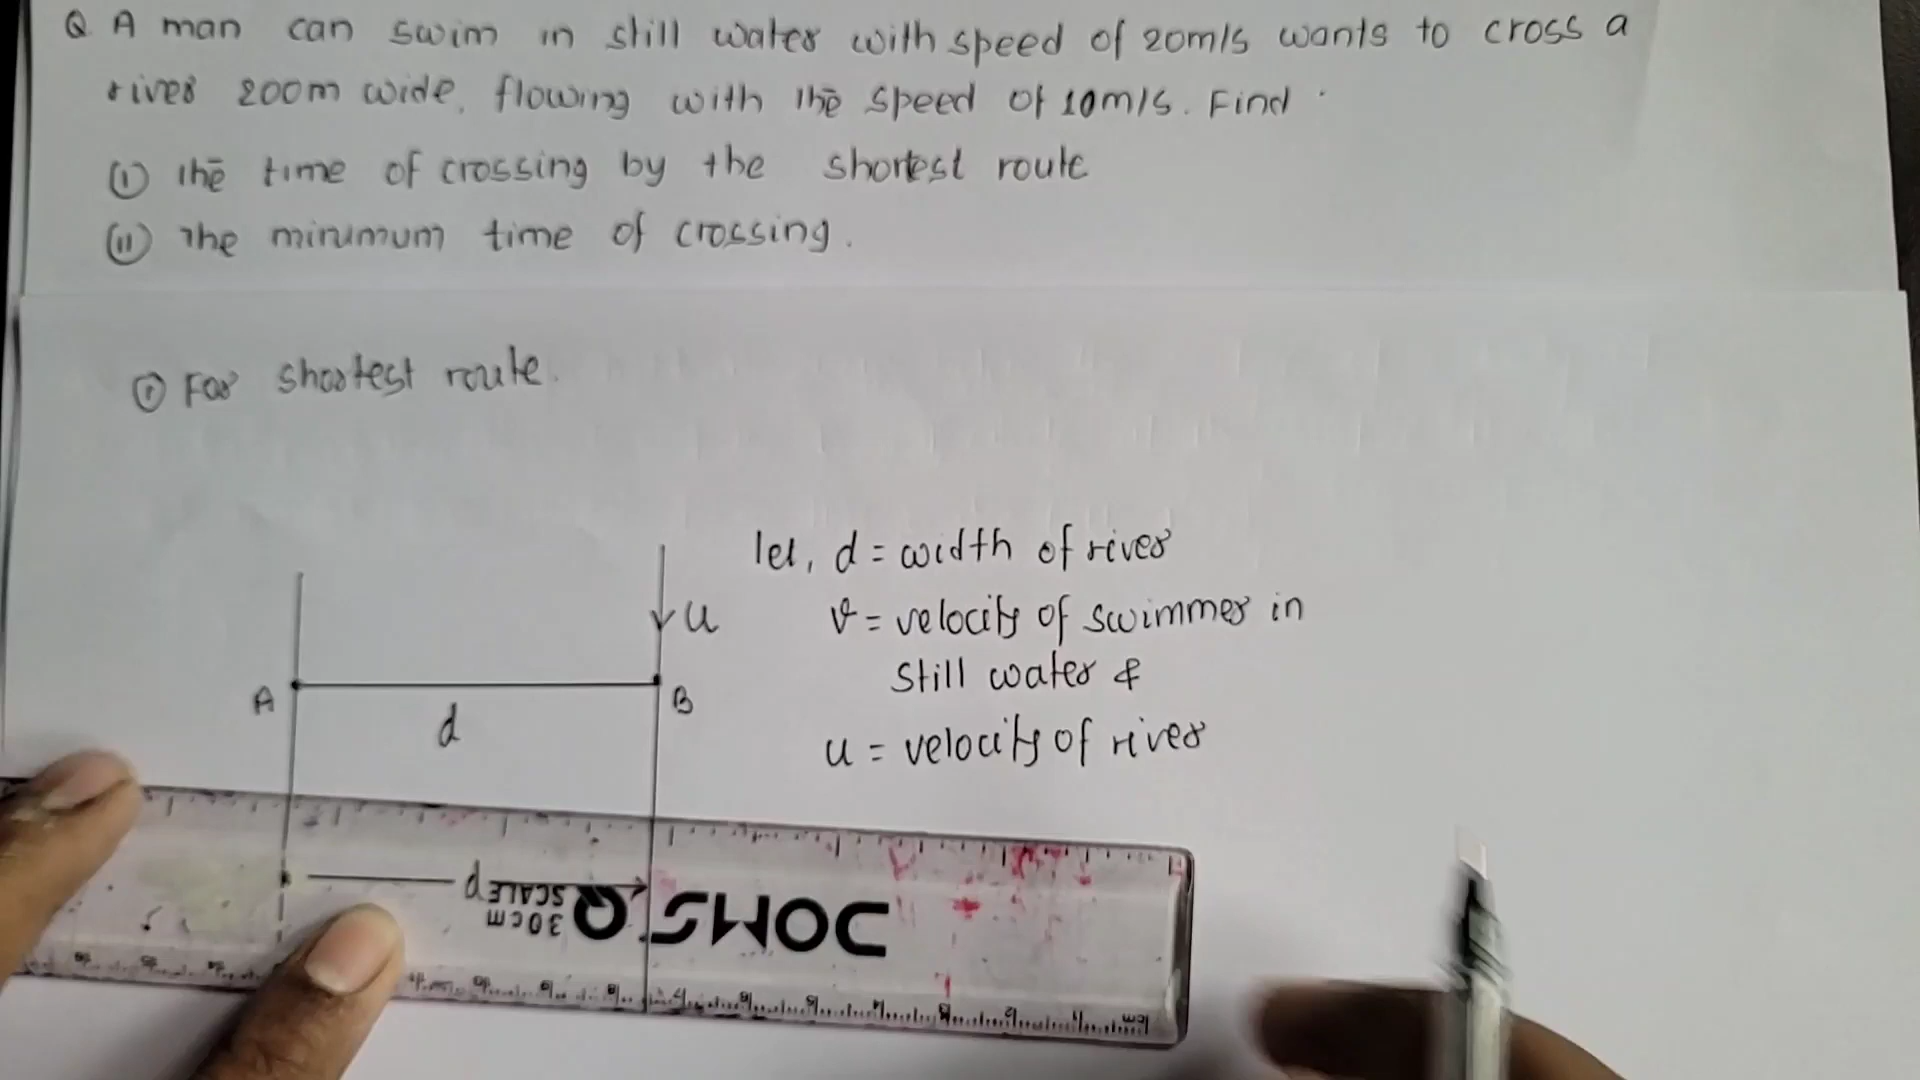 Q. A man can swim in still water with speed of 20m/s wants to cross a
river 200m wide, flowing with the speed of 10m/s. Find
(i) The time of crossing by the shortest route
(ii) The minimum time of crossing.
(i) For shortest route.
let, d = width of river
v = velocity of swimmer in
still water &
u = velocity of river
u
A
B
d
d
DOMS Q
SCALE
30cm